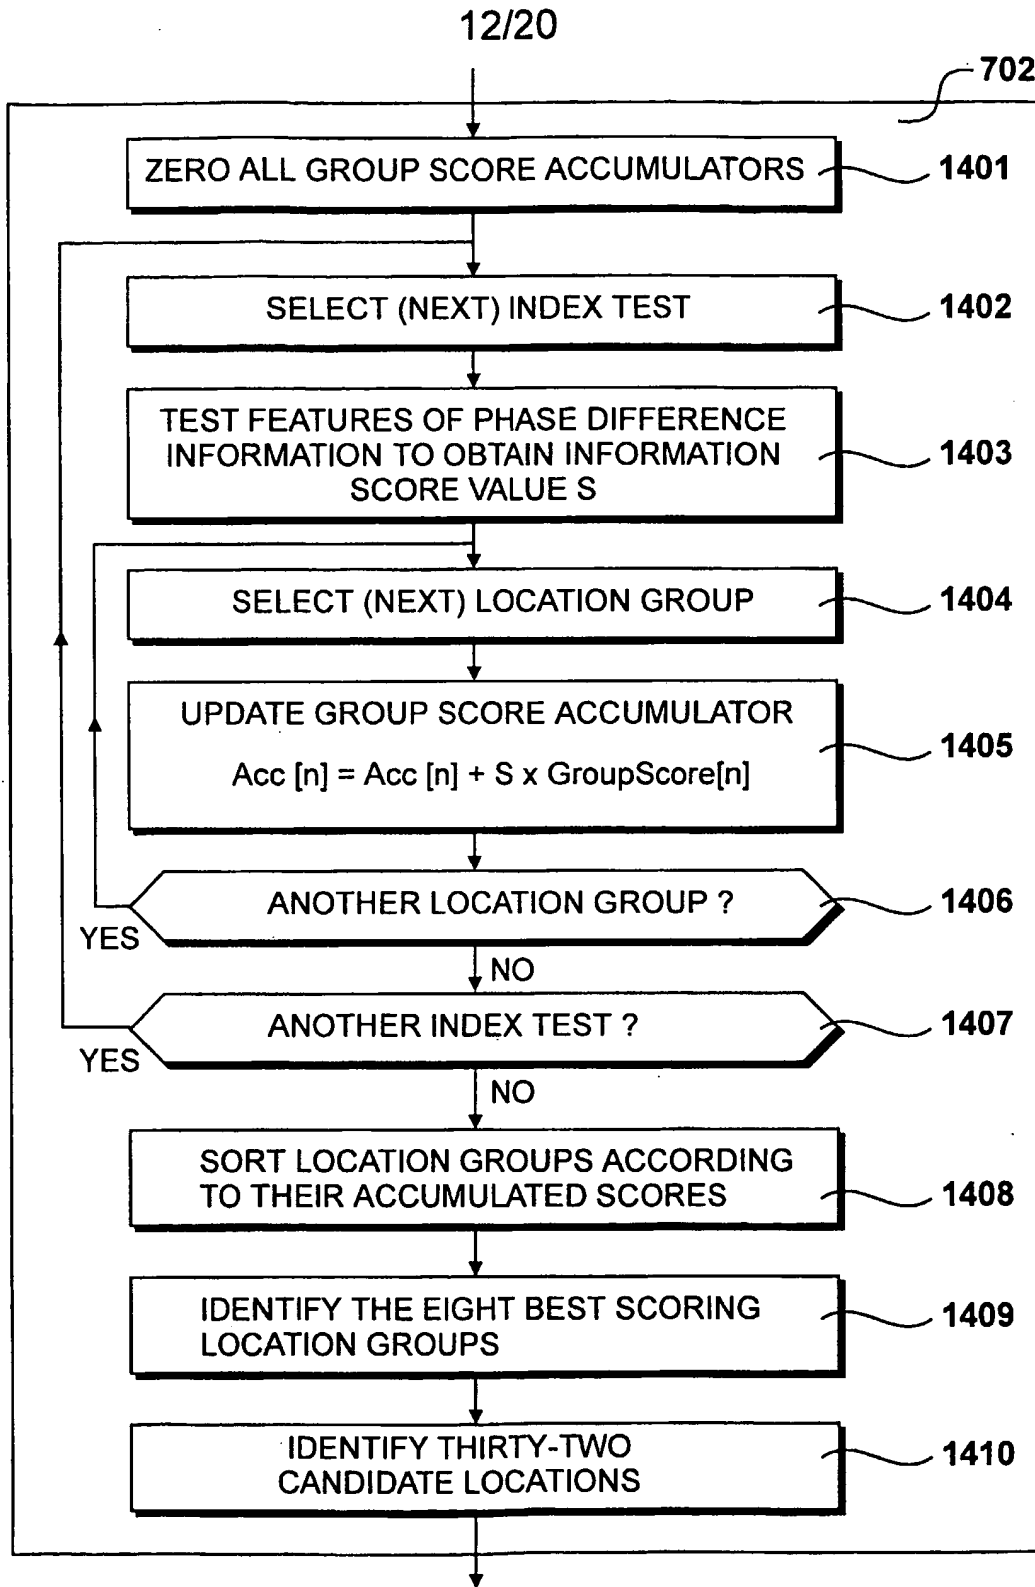 12/20
702
ZERO ALL GROUP SCORE ACCUMULATORS
1401
SELECT (NEXT) INDEX TEST
1402
TEST FEATURES OF PHASE DIFFERENCE
INFORMATION TO OBTAIN INFORMATION
SCORE VALUE S
1403
SELECT (NEXT) LOCATION GROUP
1404
UPDATE GROUP SCORE ACCUMULATOR
Acc [n] = Acc [n] + S x GroupScore[n]
1405
ANOTHER LOCATION GROUP ?
1406
YES
NO
ANOTHER INDEX TEST ?
1407
YES
NO
SORT LOCATION GROUPS ACCORDING
TO THEIR ACCUMULATED SCORES
1408
IDENTIFY THE EIGHT BEST SCORING
LOCATION GROUPS
1409
IDENTIFY THIRTY-TWO
CANDIDATE LOCATIONS
1410